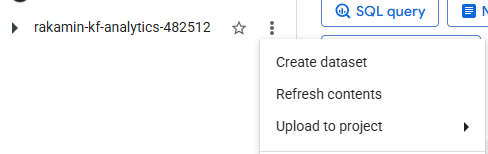 rakamin-kf-analytics-482512
SQL query
Create dataset
Refresh contents
Upload to project